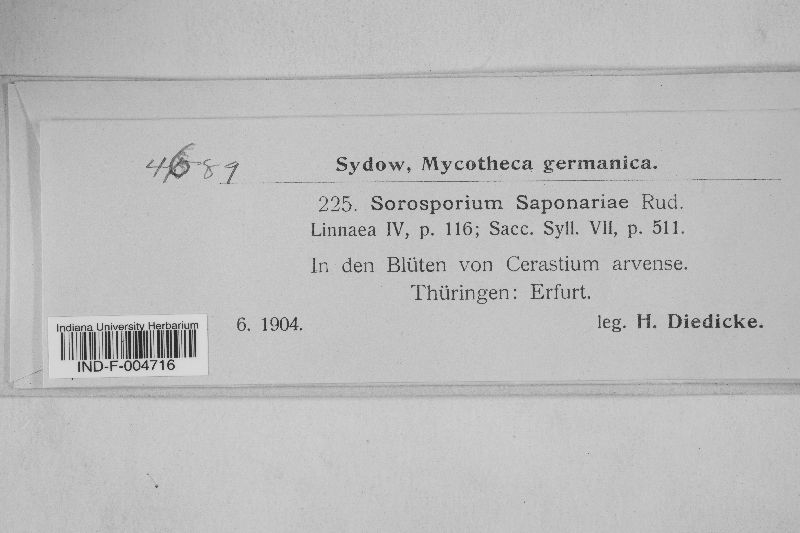 Sydow, Mycotheca germanica.
225. Sorosporium Saponariae Rud.
Linnaea IV, p. 116; Sacc. Syll. VII, p. 511.
In den Blüten von Cerastium arvense.
Thüringen: Erfurt.
6. 1904.
leg. H. Diedicke.
Indiana University Herbarium
IND-F-004716